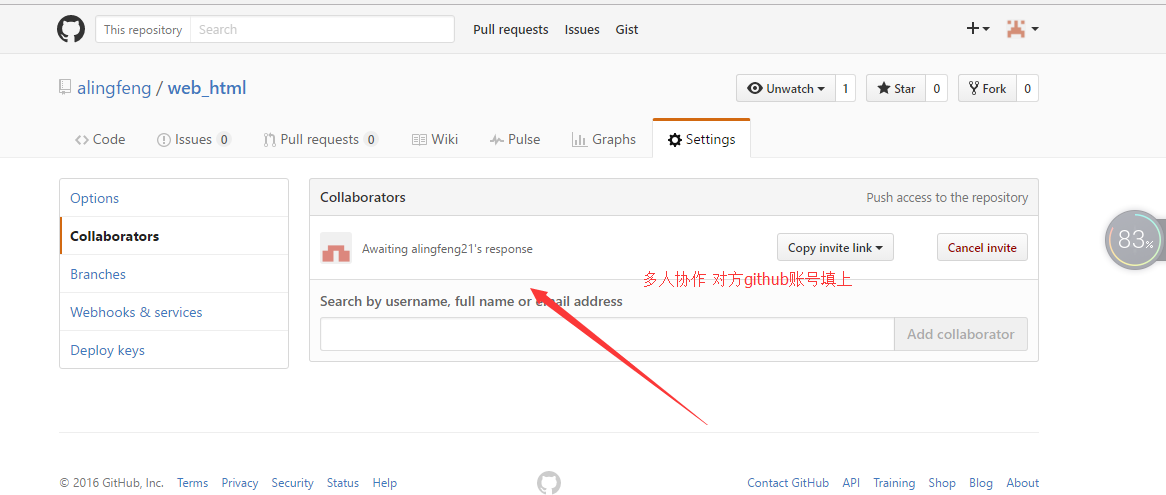 This repository Search Pull requests Issues Gist
alingfeng / web_html Unwatch 1 Star 0 Fork 0
Code Issues 0 Pull requests 0 Wiki Pulse Graphs Settings
Options
Collaborators
Branches
Webhooks & services
Deploy keys
Collaborators Push access to the repository
Awaiting alingfeng21's response Copy invite link Cancel invite
多人协作 对方github账号填上
Search by username, full name or email address
Add collaborator
83%
© 2016 GitHub, Inc. Terms Privacy Security Status Help Contact GitHub API Training Shop Blog About